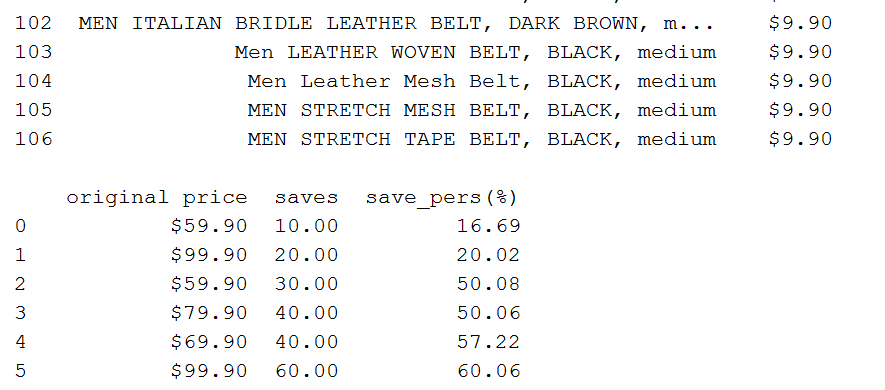 102 MEN ITALIAN BRIDLE LEATHER BELT, DARK BROWN, m... $9.90
103 Men LEATHER WOVEN BELT, BLACK, medium $9.90
104 Men Leather Mesh Belt, BLACK, medium $9.90
105 MEN STRETCH MESH BELT, BLACK, medium $9.90
106 MEN STRETCH TAPE BELT, BLACK, medium $9.90
original price saves save_pers(%)
0 $59.90 10.00 16.69
1 $99.90 20.00 20.02
2 $59.90 30.00 50.08
3 $79.90 40.00 50.06
4 $69.90 40.00 57.22
5 $99.90 60.00 60.06